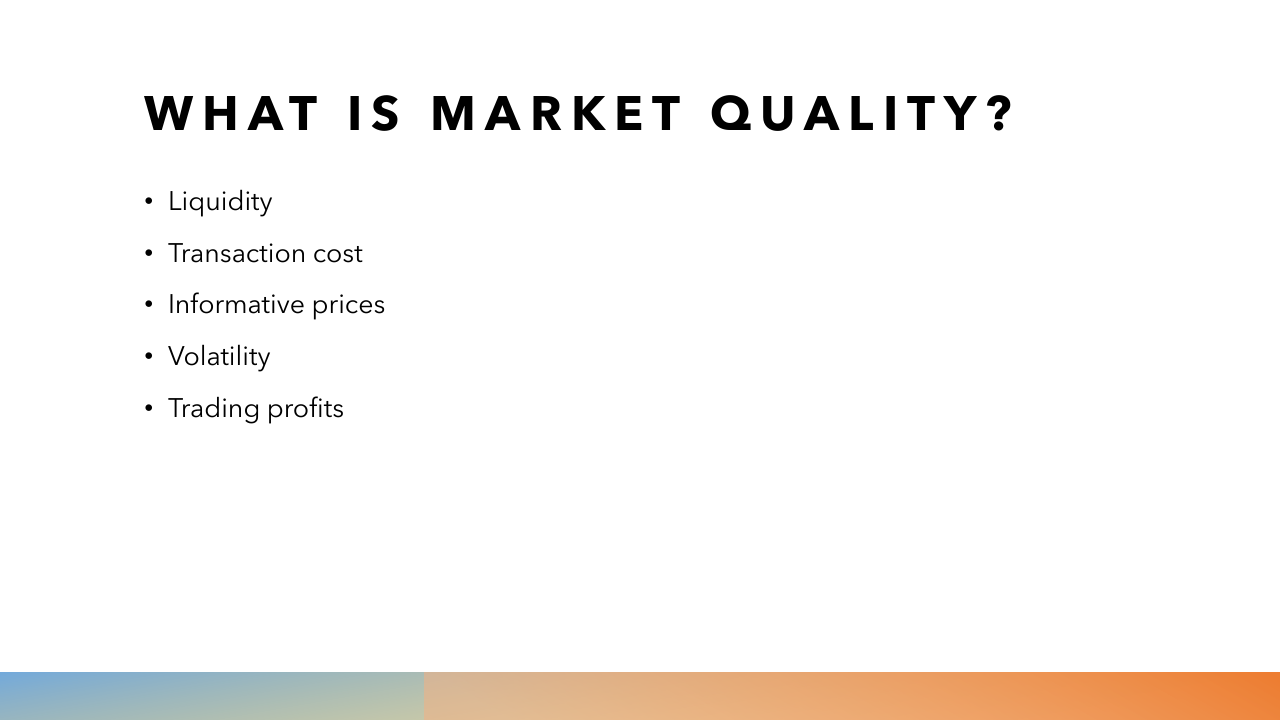 WHAT IS MARKET QUALITY?
• Liquidity
• Transaction cost
• Informative prices
• Volatility
• Trading profits